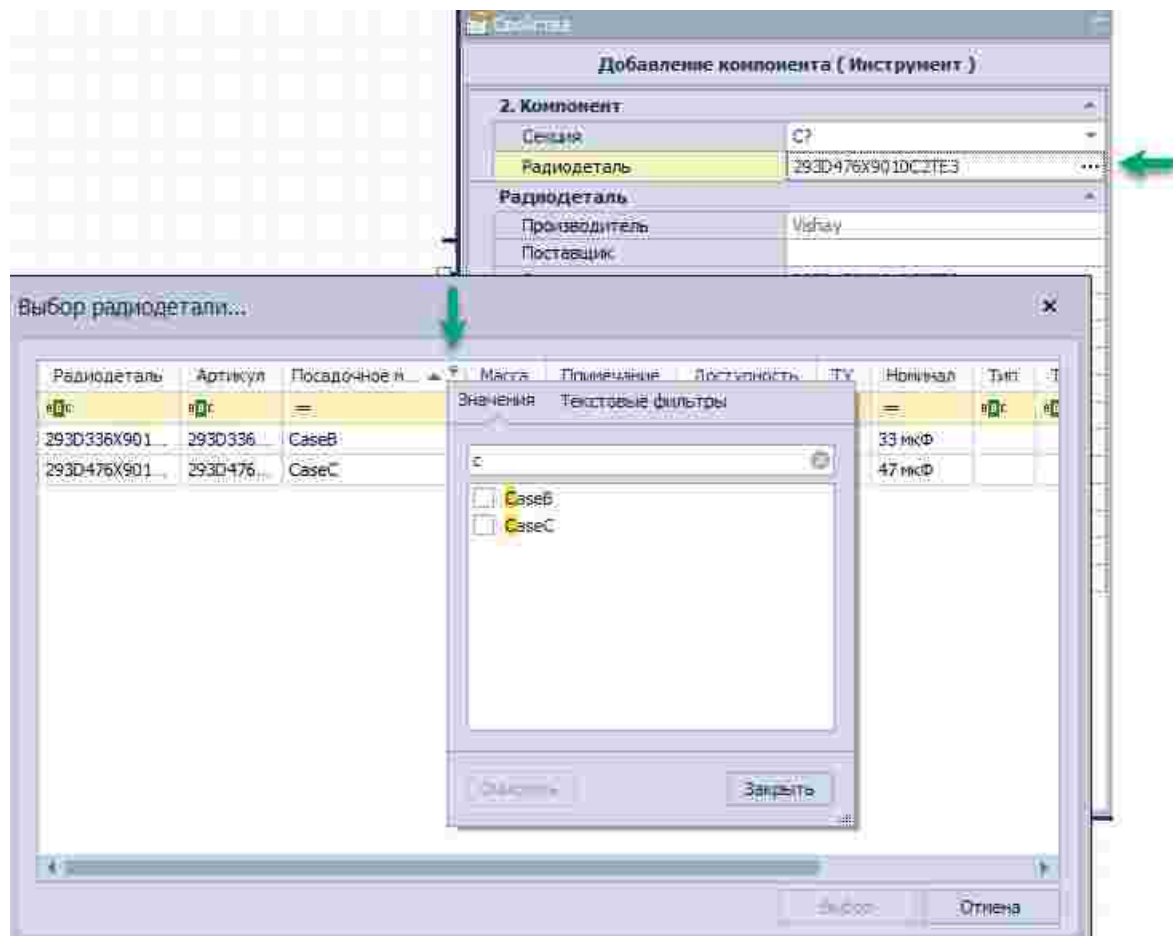 Свойства
Добавление компонента ( Инструмент )
2. Компонент
Секция C?
Радиодеталь 293D476X9010C2TE3 ...
Радиодеталь
Производитель Vishay
Поставщик
Выбор радиодетали...
Радиодеталь Артикул Посадочное м... Масса Примечание Доступность ТУ Номинал Тип
Значения Текстовые фильтры
= =
293D336X901... 293D336... CaseB 33 мкФ
293D476X901... 293D476... CaseC 47 мкФ
с
CaseB
CaseC
Закрыть
Выбор Отмена